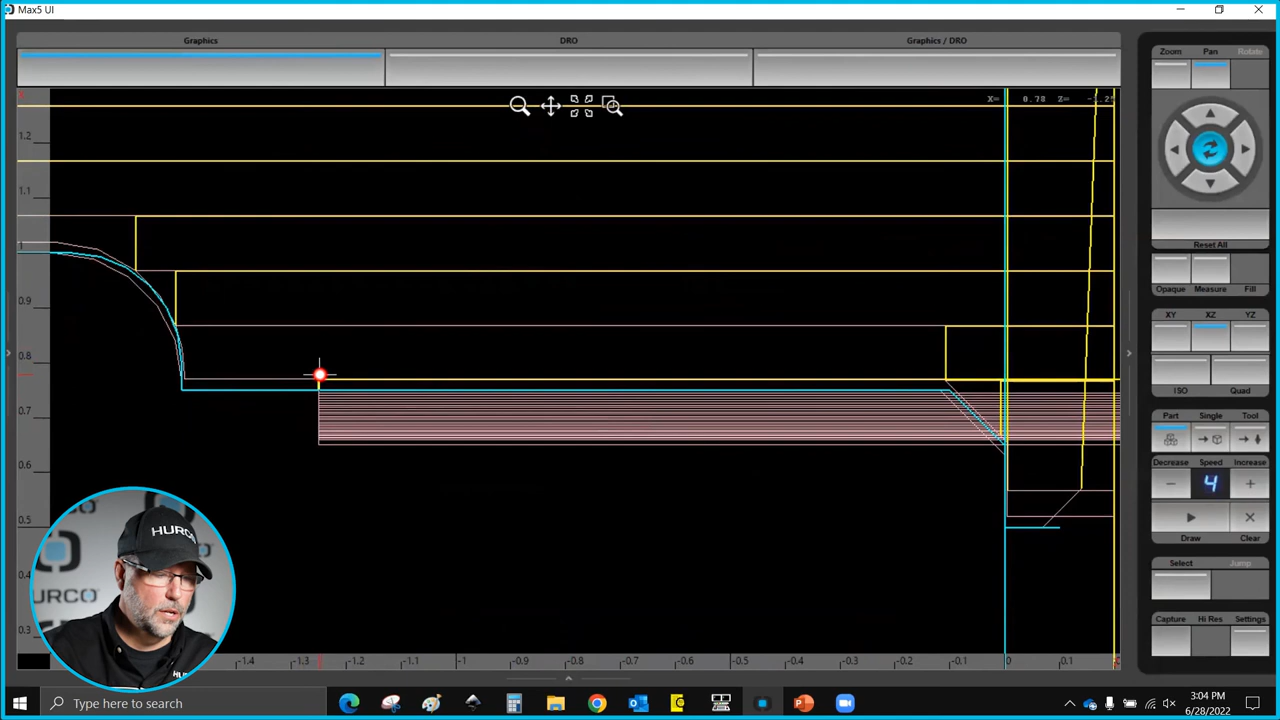 Max5 UI
Graphics
DRO
Graphics / DRO
Zoom
Pan
Rotate
X= 0.78 Z= -1.25
1.2
1.1
1
0.9
0.8
0.7
0.6
0.5
0.4
0.3
-1.4
-1.3
-1.2
-1.1
-1
-0.9
-0.8
-0.7
-0.6
-0.5
-0.4
-0.3
-0.2
-0.1
0
0.1
Reset All
Opaque
Measure
Fill
XY
XZ
YZ
ISO
Quad
Part
Single
Tool
Decrease
Speed
Increase
4
Draw
Clear
Select
Jump
Capture
Hi Res
Settings
HURCO
URCO
Type here to search
3:04 PM
6/28/2022